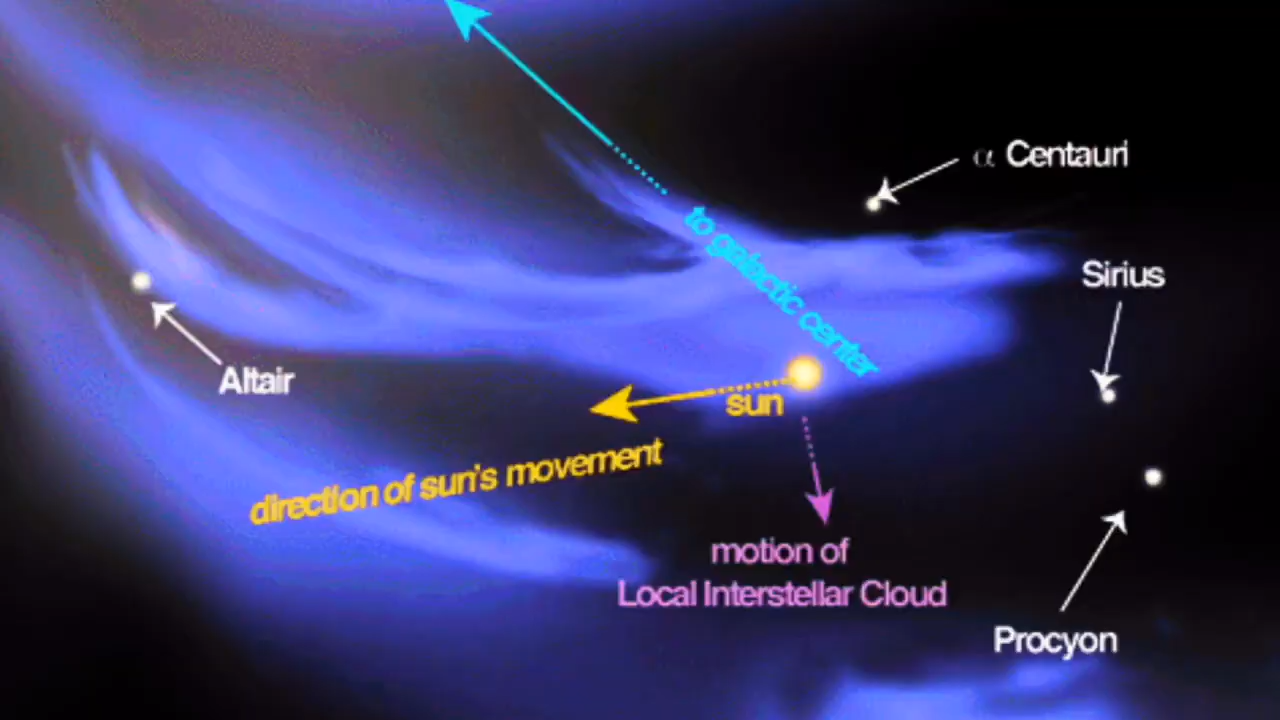 α Centauri
to galactic center
Sirius
Altair
sun
direction of sun's movement
motion of
Local Interstellar Cloud
Procyon